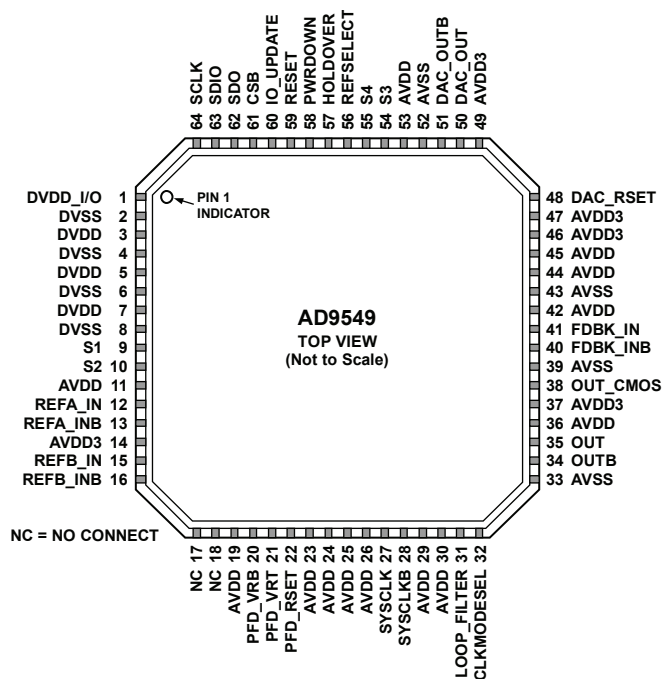 64 SCLK
63 SDIO
62 SDO
61 CSB
60 IO_UPDATE
59 RESET
58 PWRDOWN
57 HOLDOVER
56 REFSELECT
55 S4
54 S3
53 AVDD
52 AVSS
51 DAC_OUTB
50 DAC_OUT
49 AVDD3
DVDD_I/O 1
DVSS 2
DVDD 3
DVSS 4
DVDD 5
DVSS 6
DVDD 7
DVSS 8
S1 9
S2 10
AVDD 11
REFA_IN 12
REFA_INB 13
AVDD3 14
REFB_IN 15
REFB_INB 16
PIN 1
INDICATOR
AD9549
TOP VIEW
(Not to Scale)
48 DAC_RSET
47 AVDD3
46 AVDD3
45 AVDD
44 AVDD
43 AVSS
42 AVDD
41 FDBK_IN
40 FDBK_INB
39 AVSS
38 OUT_CMOS
37 AVDD3
36 AVDD
35 OUT
34 OUTB
33 AVSS
NC = NO CONNECT
NC 17
NC 18
AVDD 19
PFD_VRB 20
PFD_VRT 21
PFD_RSET 22
AVDD 23
AVDD 24
AVDD 25
AVDD 26
SYSCLK 27
SYSCLKB 28
AVDD 29
AVDD 30
LOOP_FILTER 31
CLKMODESEL 32